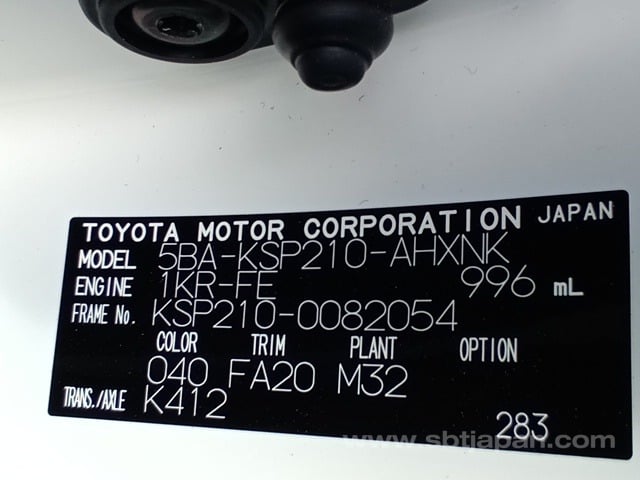 TOYOTA MOTOR CORPORATION JAPAN
MODEL 5BA-KSP210-AHXNK
ENGINE 1KR-FE 996 mL
FRAME No. KSP210-0082054
COLOR TRIM PLANT OPTION
040 FA20 M32
TRANS./AXLE K412
283
www.sbtjapan.com